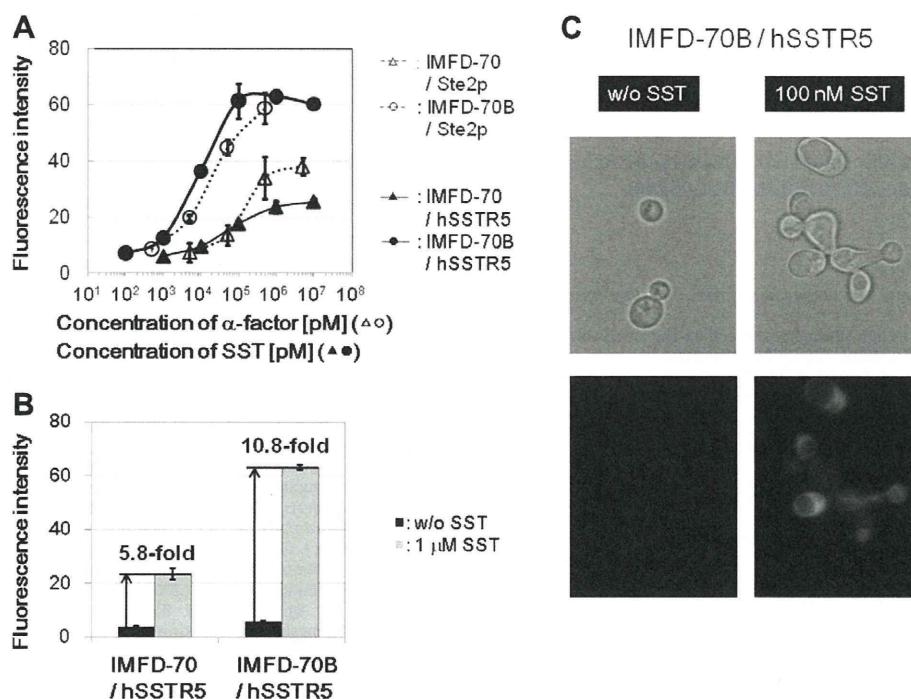 A
80
60
40
20
0
Fluorescence intensity
10¹ 10² 10³ 10⁴ 10⁵ 10⁶ 10⁷ 10⁸
Concentration of α-factor [pM] (△○)
Concentration of SST [pM] (▲●)
: IMFD-70
/ Ste2p
: IMFD-70B
/ Ste2p
: IMFD-70
/ hSSTR5
: IMFD-70B
/ hSSTR5
B
80
60
40
20
0
Fluorescence intensity
5.8-fold
10.8-fold
IMFD-70
/hSSTR5
IMFD-70B
/hSSTR5
: w/o SST
: 1 μM SST
C
IMFD-70B / hSSTR5
w/o SST
100 nM SST